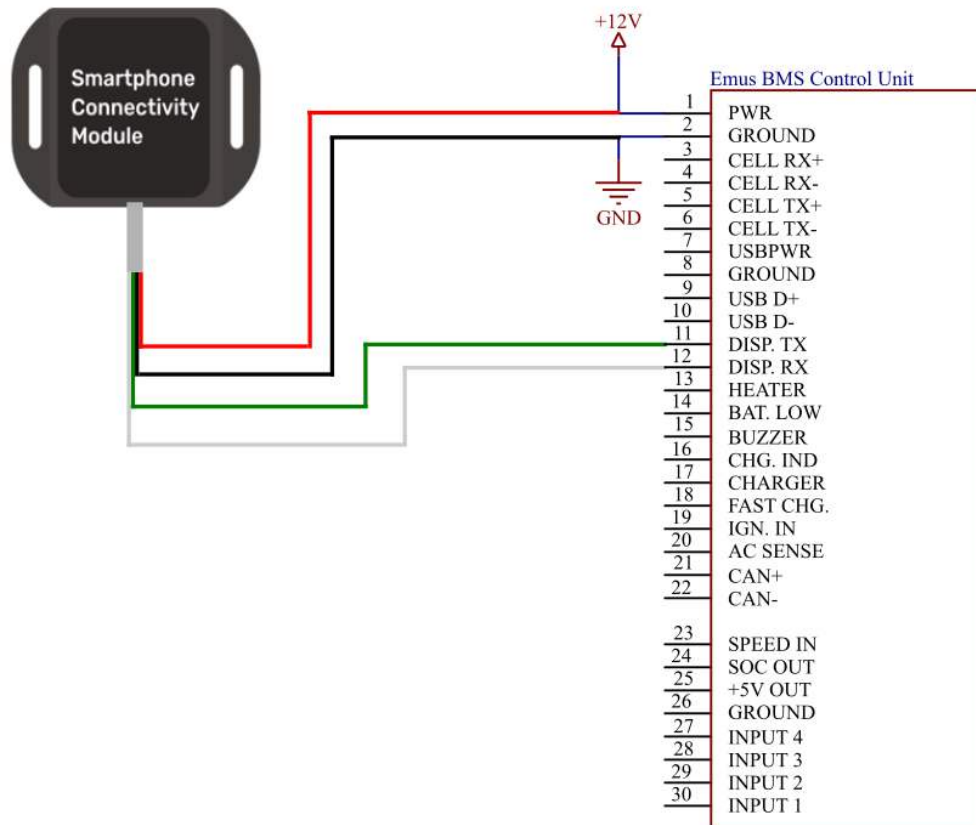 +12V
Smartphone
Connectivity
Module
GND
Emus BMS Control Unit
1 PWR
2 GROUND
3 CELL RX+
4 CELL RX-
5 CELL TX+
6 CELL TX-
7 USBPWR
8 GROUND
9 USB D+
10 USB D-
11 DISP. TX
12 DISP. RX
13 HEATER
14 BAT. LOW
15 BUZZER
16 CHG. IND
17 CHARGER
18 FAST CHG.
19 IGN. IN
20 AC SENSE
21 CAN+
22 CAN-
23 SPEED IN
24 SOC OUT
25 +5V OUT
26 GROUND
27 INPUT 4
28 INPUT 3
29 INPUT 2
30 INPUT 1